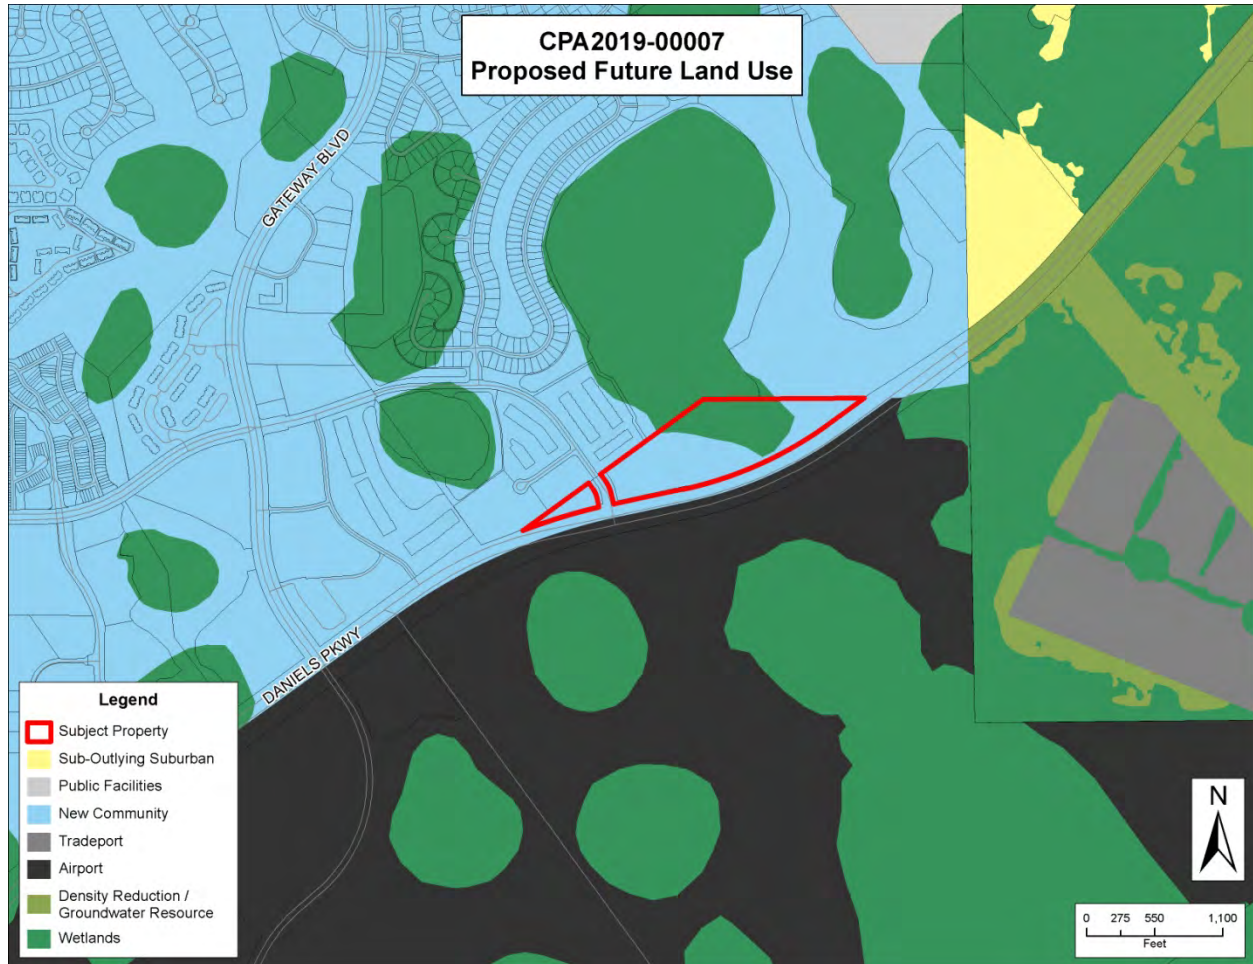 CPA2019-00007
Proposed Future Land Use
GATEWAY BLVD
DANIELS PKWY
Legend
Subject Property
Sub-Outlying Suburban
Public Facilities
New Community
Tradeport
Airport
Density Reduction /
Groundwater Resource
Wetlands
N
0 275 550 1,100
Feet